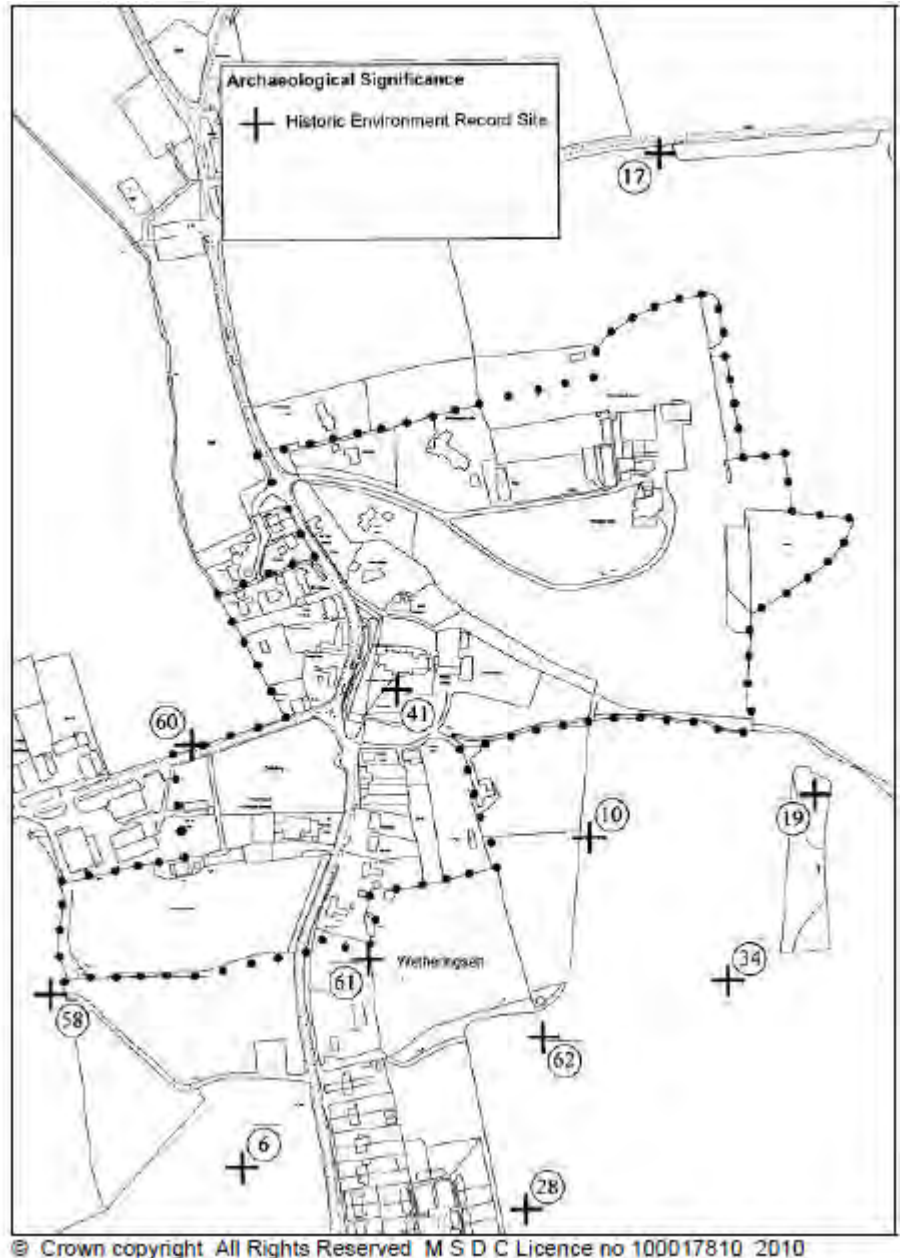 Archaeological Significance
Historic Environment Record Site
17
60
41
10
19
34
61
Wetheringsett
58
62
6
28
© Crown copyright All Rights Reserved M S D C Licence no 100017810 2010